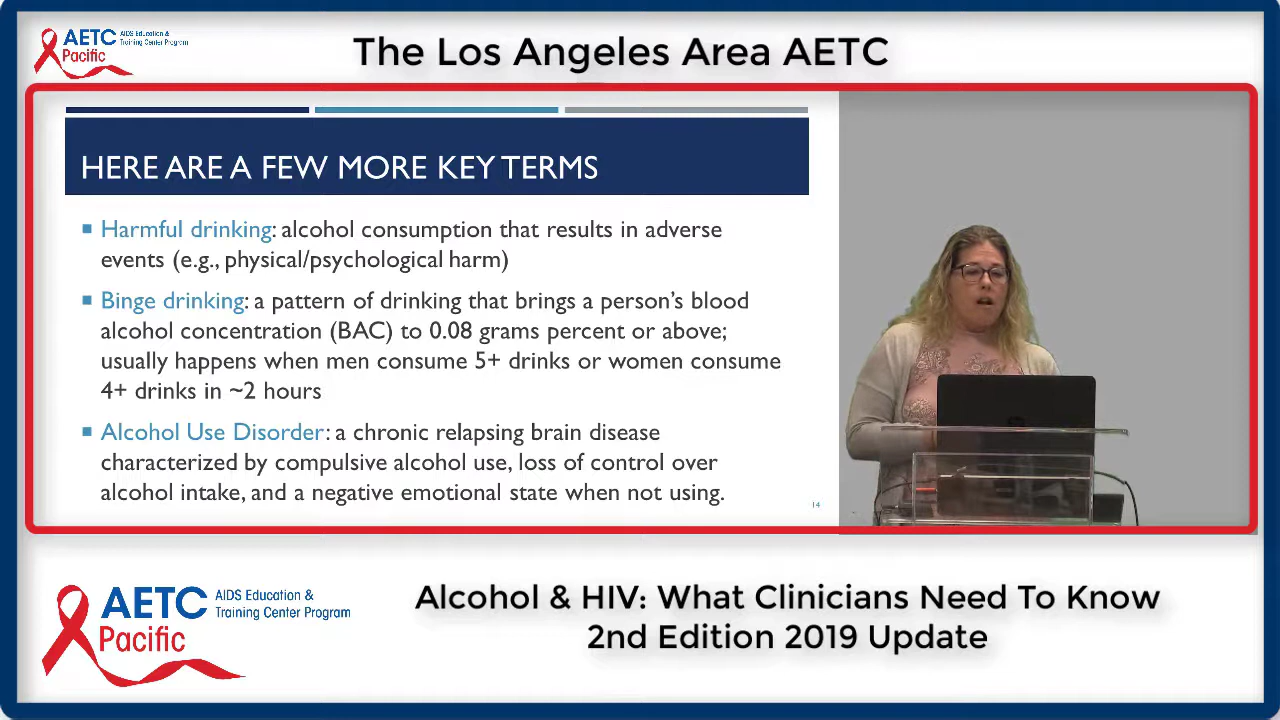 AETC AIDS Education &
Training Center Program
Pacific
The Los Angeles Area AETC
HERE ARE A FEW MORE KEY TERMS
Harmful drinking: alcohol consumption that results in adverse
events (e.g., physical/psychological harm)
Binge drinking: a pattern of drinking that brings a person's blood
alcohol concentration (BAC) to 0.08 grams percent or above;
usually happens when men consume 5+ drinks or women consume
4+ drinks in ~2 hours
Alcohol Use Disorder: a chronic relapsing brain disease
characterized by compulsive alcohol use, loss of control over
alcohol intake, and a negative emotional state when not using.
14
AETC AIDS Education &
Training Center Program
Pacific
Alcohol & HIV: What Clinicians Need To Know
2nd Edition 2019 Update